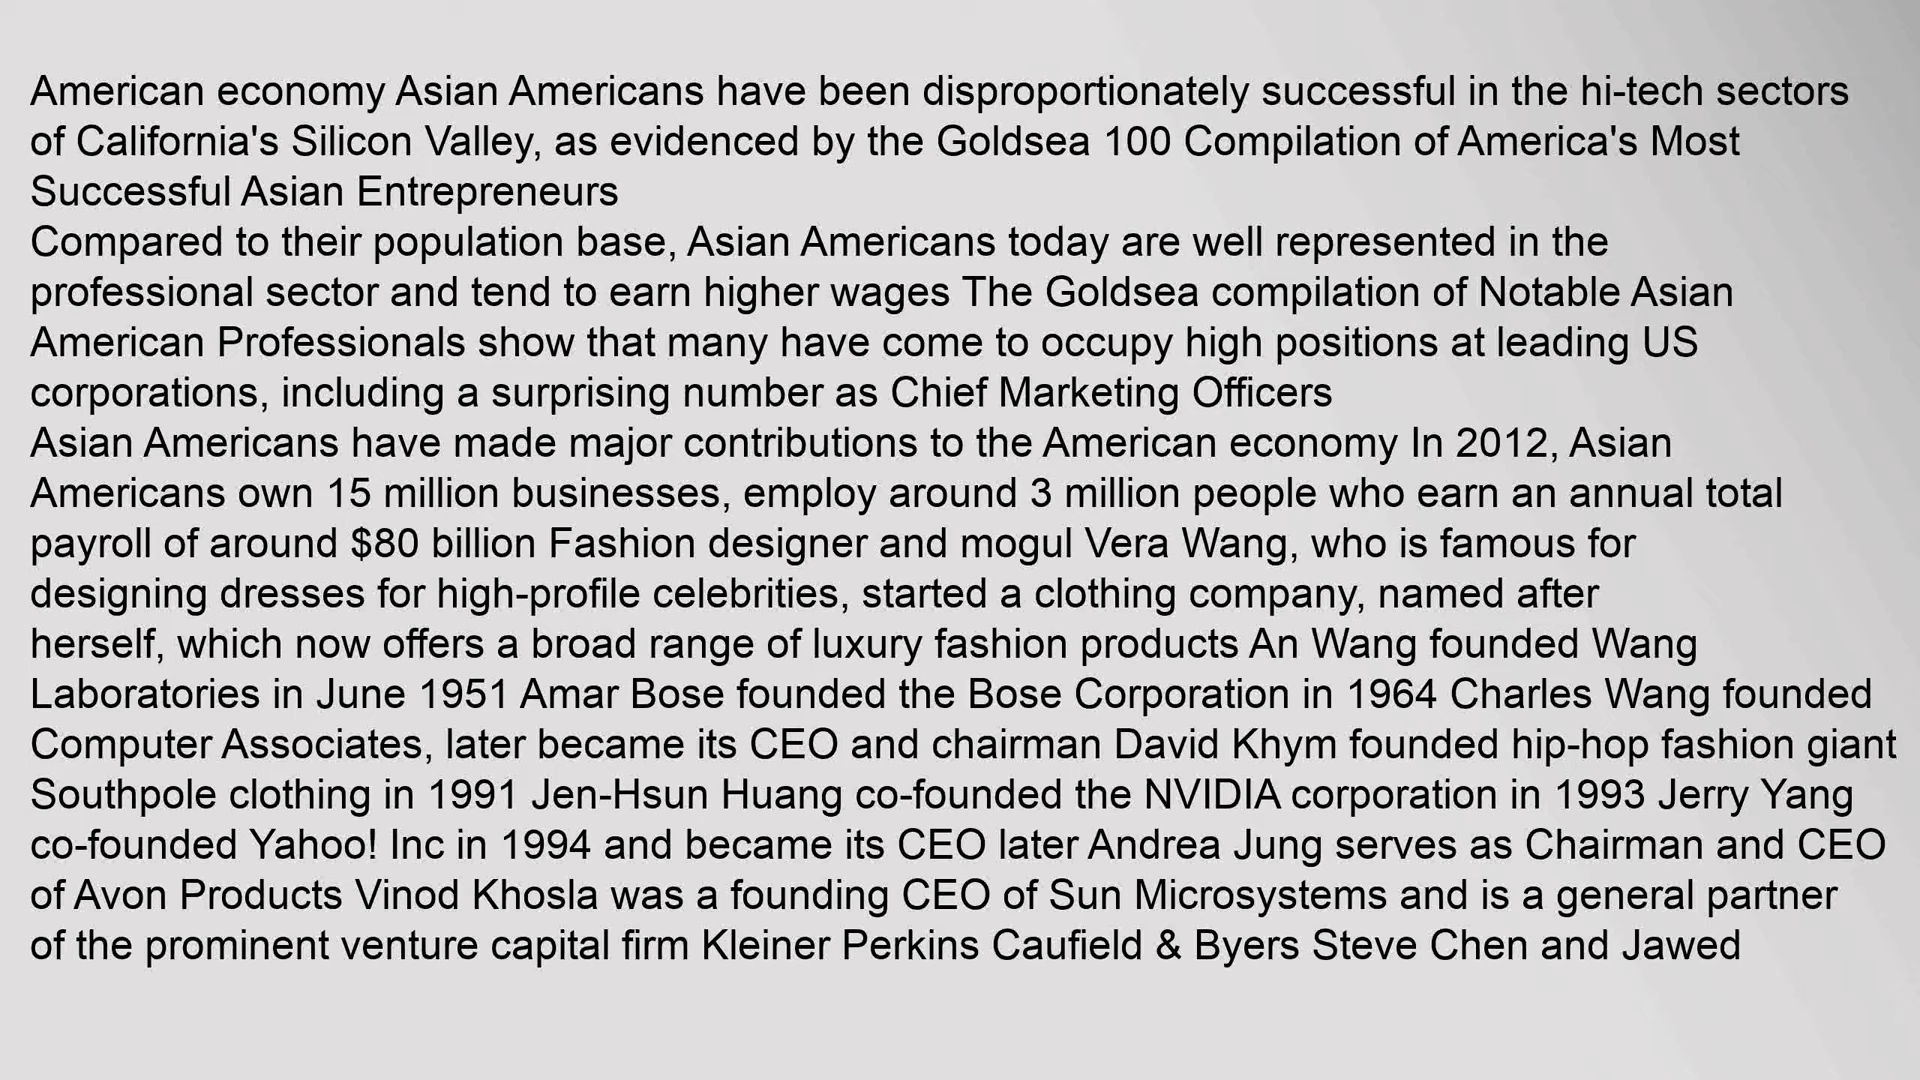 American economy Asian Americans have been disproportionately successful in the hi-tech sectors
of California's Silicon Valley, as evidenced by the Goldsea 100 Compilation of America's Most
Successful Asian Entrepreneurs
Compared to their population base, Asian Americans today are well represented in the
professional sector and tend to earn higher wages The Goldsea compilation of Notable Asian
American Professionals show that many have come to occupy high positions at leading US
corporations, including a surprising number as Chief Marketing Officers
Asian Americans have made major contributions to the American economy In 2012, Asian
Americans own 15 million businesses, employ around 3 million people who earn an annual total
payroll of around $80 billion Fashion designer and mogul Vera Wang, who is famous for
designing dresses for high-profile celebrities, started a clothing company, named after
herself, which now offers a broad range of luxury fashion products An Wang founded Wang
Laboratories in June 1951 Amar Bose founded the Bose Corporation in 1964 Charles Wang founded
Computer Associates, later became its CEO and chairman David Khym founded hip-hop fashion giant
Southpole clothing in 1991 Jen-Hsun Huang co-founded the NVIDIA corporation in 1993 Jerry Yang
co-founded Yahoo! Inc in 1994 and became its CEO later Andrea Jung serves as Chairman and CEO
of Avon Products Vinod Khosla was a founding CEO of Sun Microsystems and is a general partner
of the prominent venture capital firm Kleiner Perkins Caufield & Byers Steve Chen and Jawed